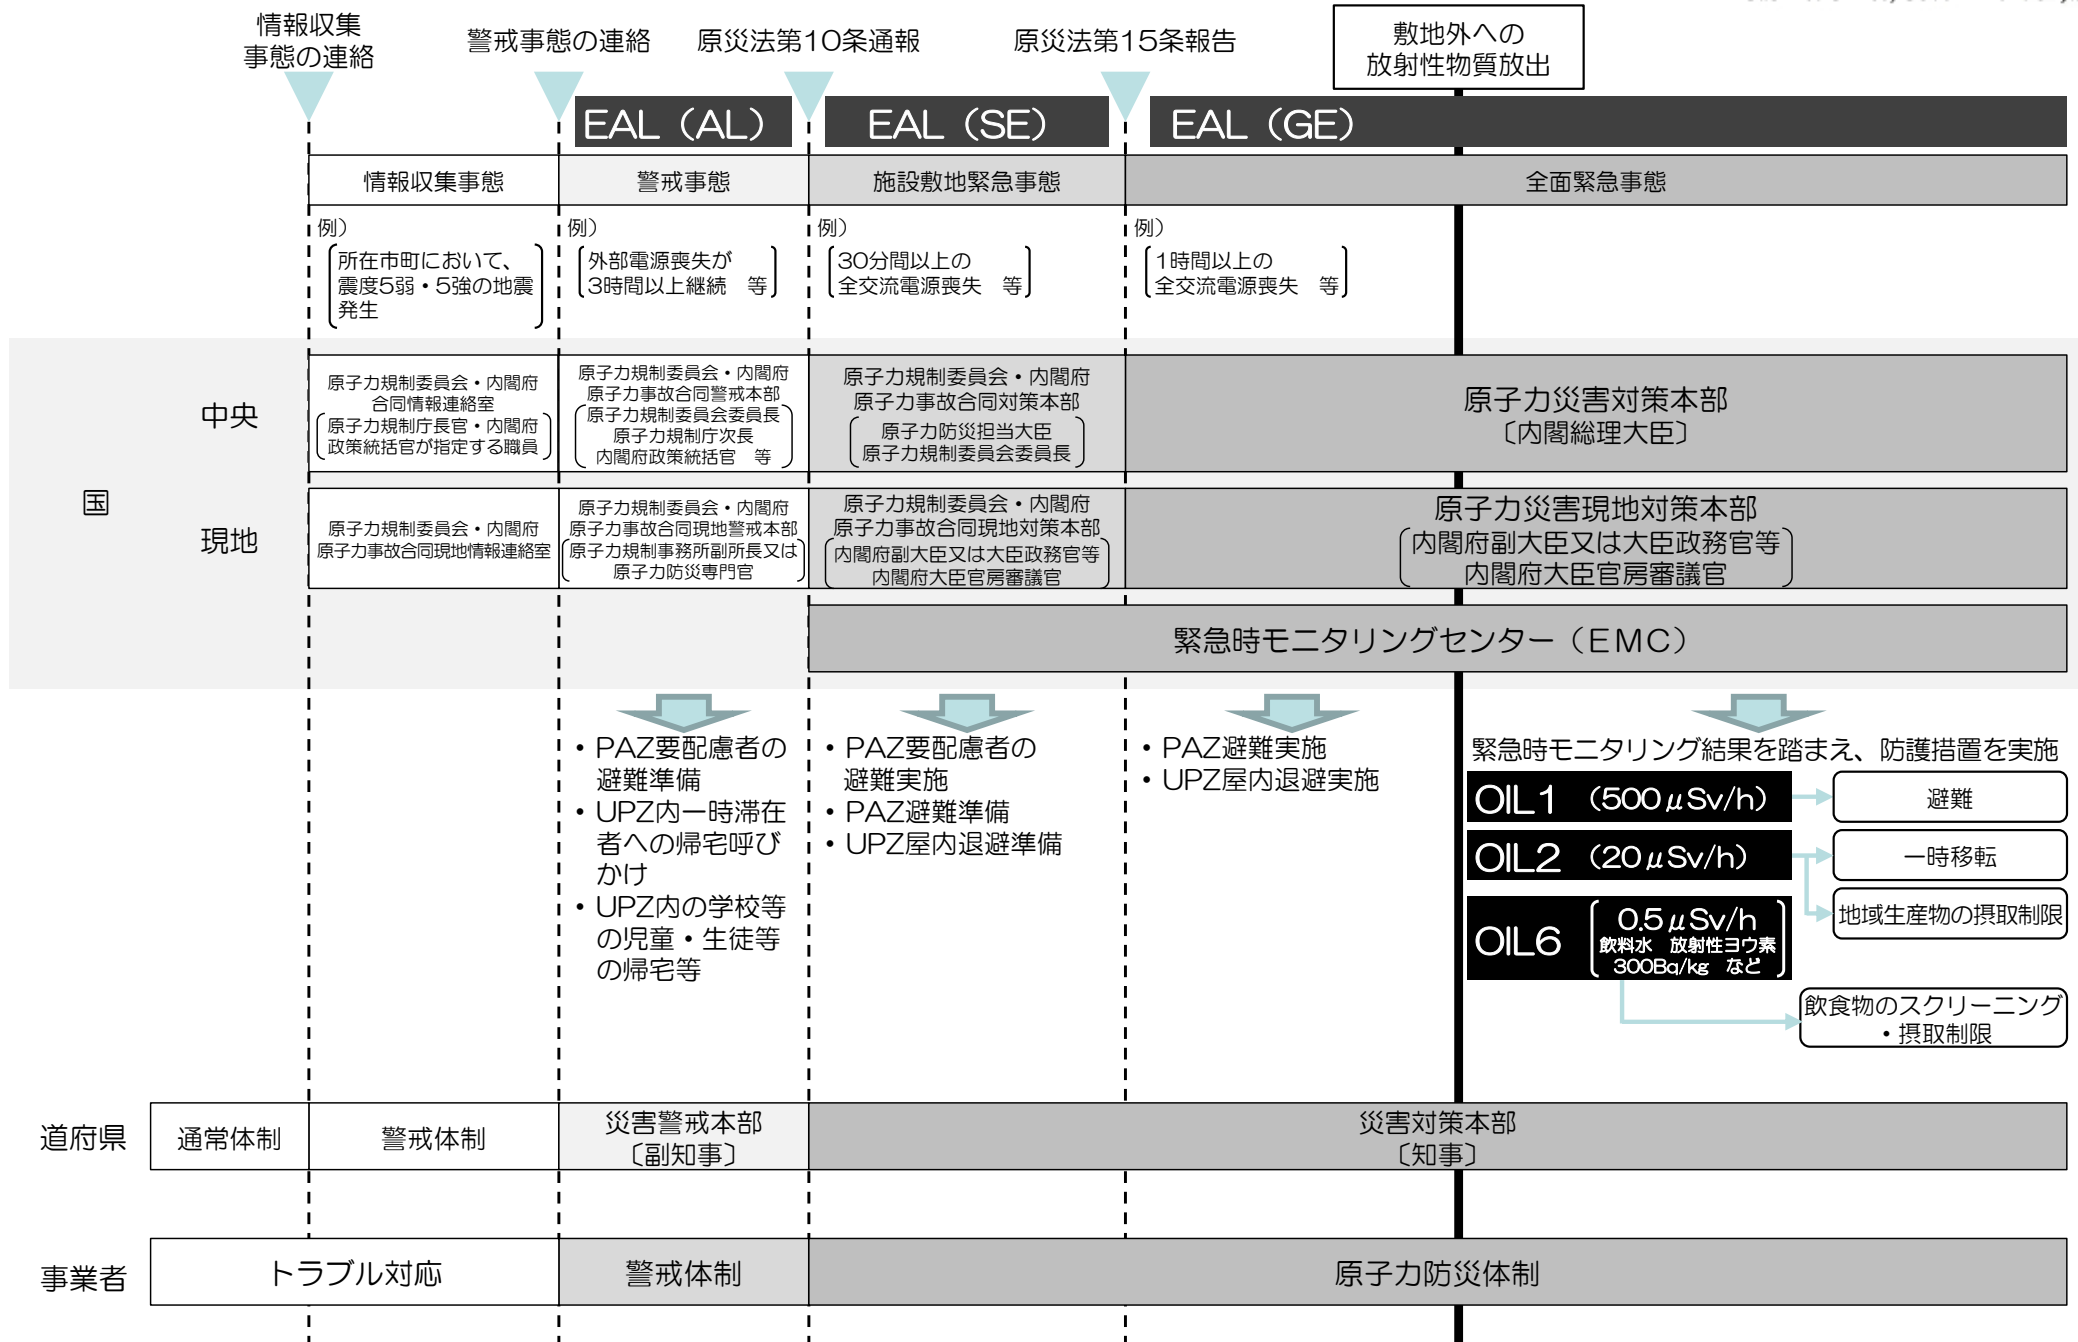 情報収集
事態の連絡
警戒事態の連絡
原災法第10条通報
原災法第15条報告
敷地外への
放射性物質放出
EAL（AL）
EAL（SE）
EAL（GE）
情報収集事態
警戒事態
施設敷地緊急事態
全面緊急事態
例）
所在市町において、
震度5弱・5強の地震
発生
例）
外部電源喪失が
3時間以上継続　等
例）
30分間以上の
全交流電源喪失　等
例）
1時間以上の
全交流電源喪失　等
国
中央
原子力規制委員会・内閣府
合同情報連絡室
原子力規制庁長官・内閣府
政策統括官が指定する職員
原子力規制委員会・内閣府
原子力事故合同警戒本部
原子力規制委員会委員長
原子力規制庁次長
内閣府政策統括官　等
原子力規制委員会・内閣府
原子力事故合同対策本部
原子力防災担当大臣
原子力規制委員会委員長
原子力災害対策本部
〔内閣総理大臣〕
現地
原子力規制委員会・内閣府
原子力事故合同現地情報連絡室
原子力規制委員会・内閣府
原子力事故合同現地警戒本部
原子力規制事務所副所長又は
原子力防災専門官
原子力規制委員会・内閣府
原子力事故合同現地対策本部
内閣府副大臣又は大臣政務官等
内閣府大臣官房審議官
原子力災害現地対策本部
内閣府副大臣又は大臣政務官等
内閣府大臣官房審議官
緊急時モニタリングセンター（EMC）
・PAZ要配慮者の
避難準備
・UPZ内一時滞在
者への帰宅呼び
かけ
・UPZ内の学校等
の児童・生徒等
の帰宅等
・PAZ要配慮者の
避難実施
・PAZ避難準備
・UPZ屋内退避準備
・PAZ避難実施
・UPZ屋内退避実施
緊急時モニタリング結果を踏まえ、防護措置を実施
OIL1（500μSv/h）
避難
OIL2（20μSv/h）
一時移転
地域生産物の摂取制限
OIL6
0.5μSv/h
飲料水　放射性ヨウ素
300Bq/kg　など
飲食物のスクリーニング
・摂取制限
道府県
通常体制
警戒体制
災害警戒本部
〔副知事〕
災害対策本部
〔知事〕
事業者
トラブル対応
警戒体制
原子力防災体制